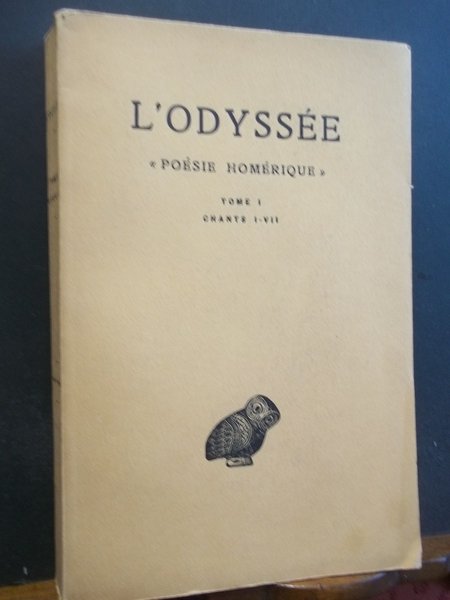 L'ODYSSÉE
« POÉSIE HOMÉRIQUE »
TOME I
CHANTS I-VII